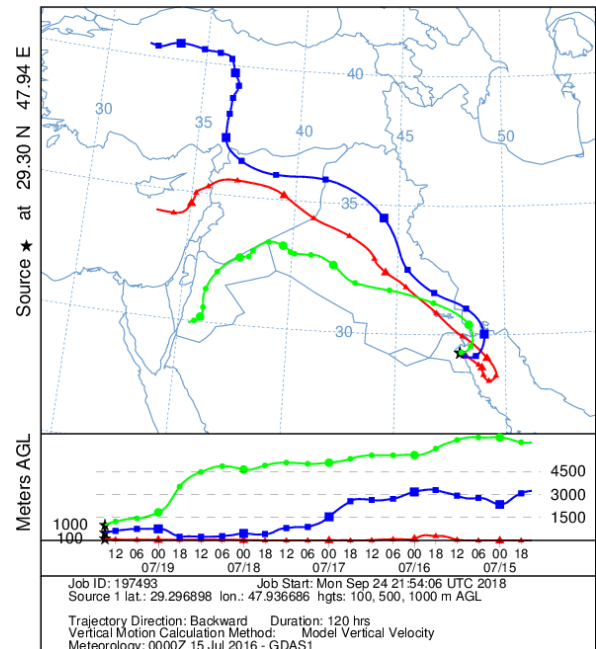 Source ★ at 29.30 N 47.94 E
40
30
35
40
45
50
35
30
Meters AGL
4500
3000
1500
1000
100
12 06 00 18 12 06 00 18 12 06 00 18 12 06 00 18 12 06 00 18
07/19 07/18 07/17 07/16 07/15
Job ID: 197493 Job Start: Mon Sep 24 21:54:06 UTC 2018
Source 1 lat.: 29.296898 lon.: 47.936686 hgts: 100, 500, 1000 m AGL
Trajectory Direction: Backward Duration: 120 hrs
Vertical Motion Calculation Method: Model Vertical Velocity
Meteorology: 0000Z 15 Jul 2016 - GDAS1